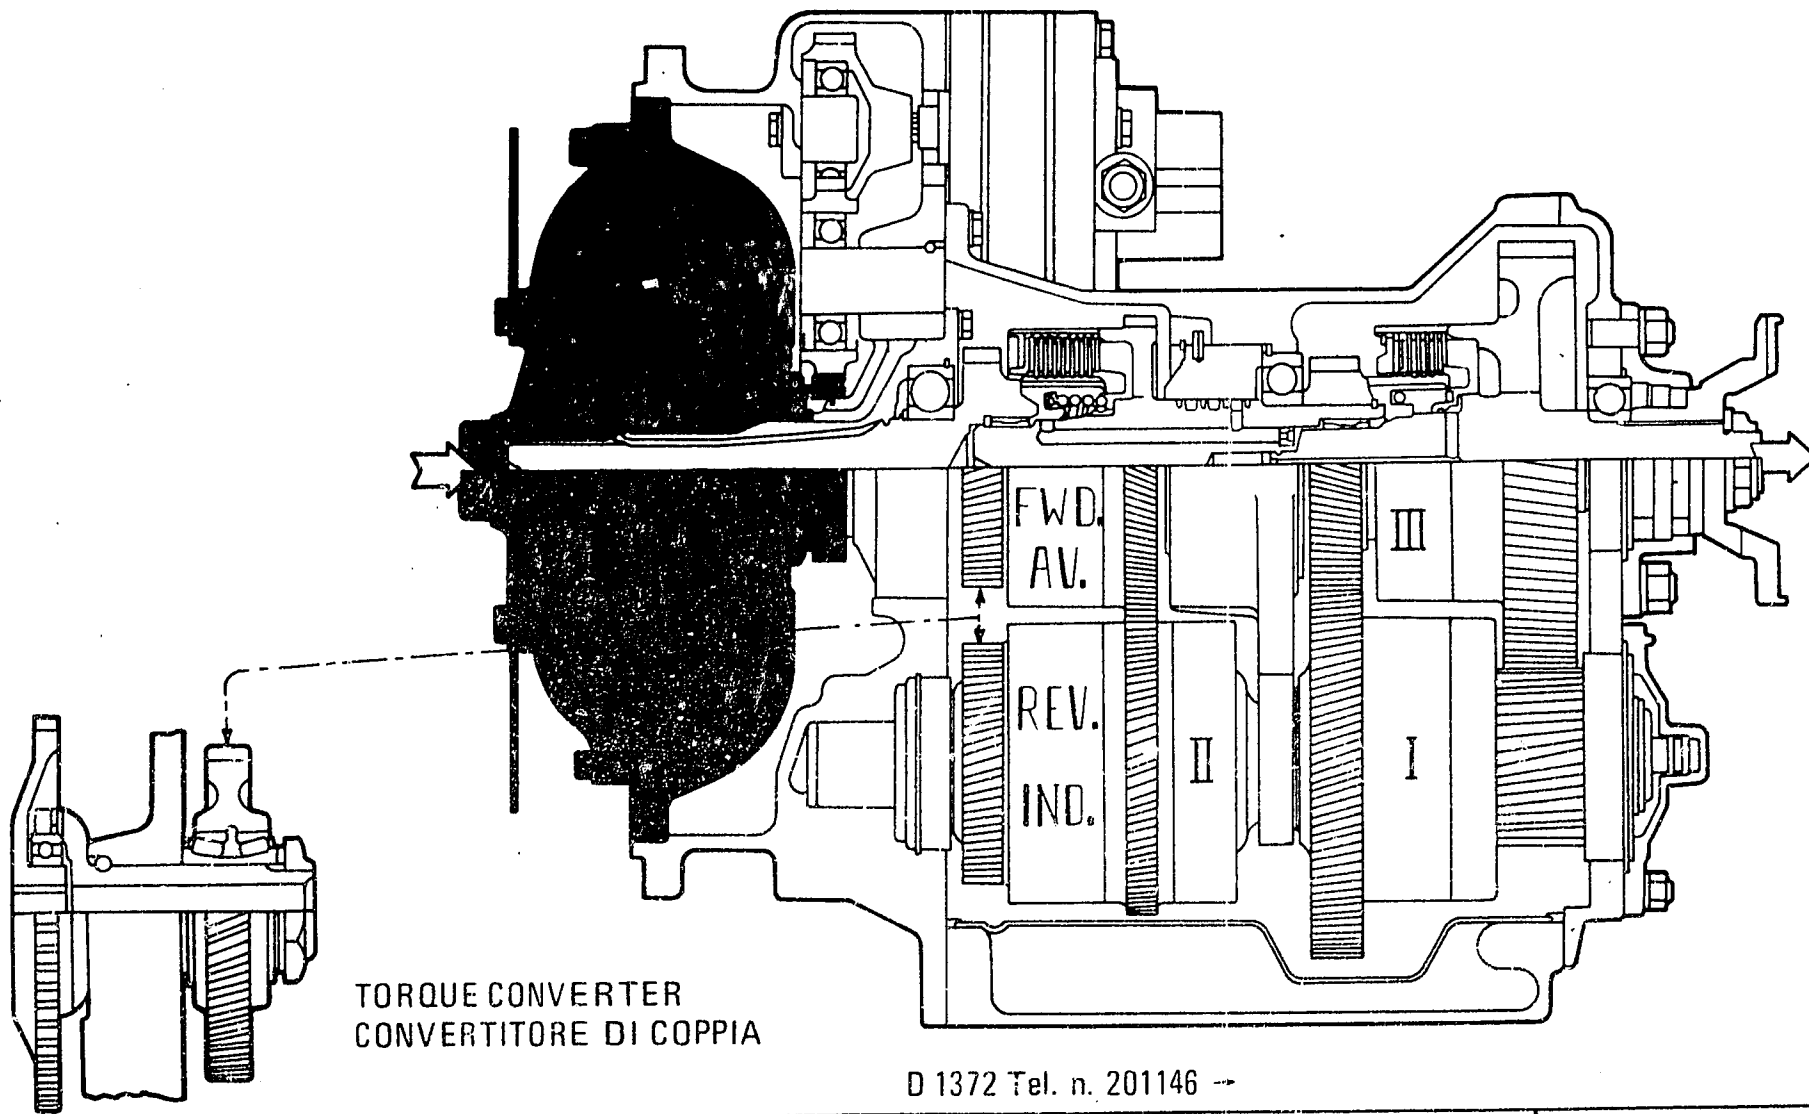 FWD.
AV.
III
REV.
IND.
II
I
TORQUE CONVERTER
CONVERTITORE DI COPPIA
D 1372 Tel. n. 201146 →